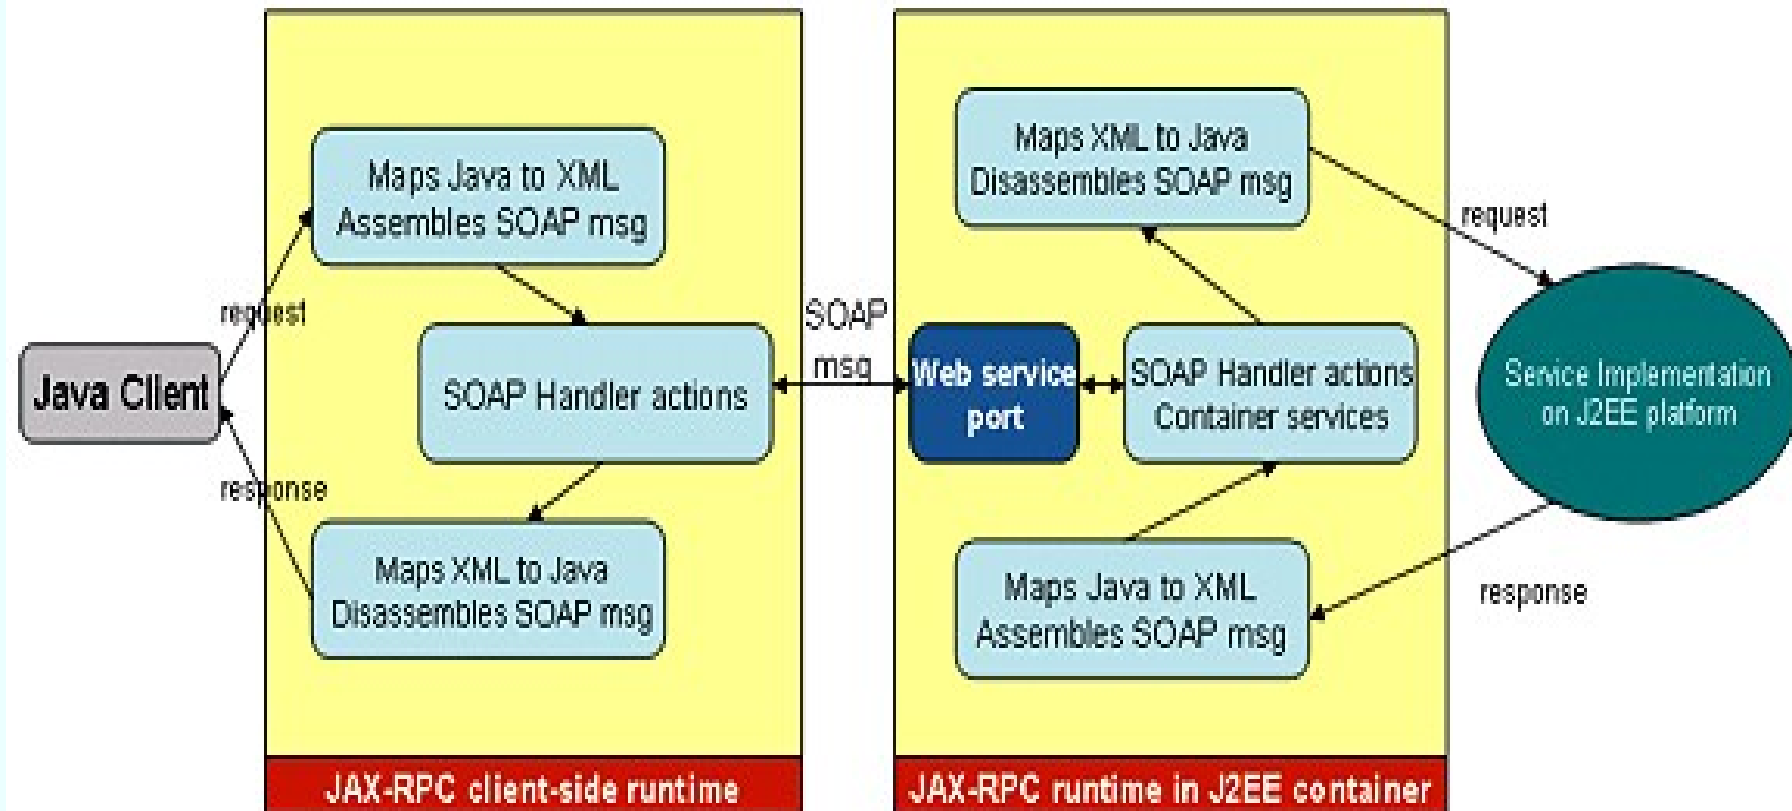 Java Client
request
response
Maps Java to XML
Assembles SOAP msg
SOAP Handler actions
Maps XML to Java
Disassembles SOAP msg
JAX-RPC client-side runtime
SOAP
msg
Web service
port
Maps XML to Java
Disassembles SOAP msg
SOAP Handler actions
Container services
Maps Java to XML
Assembles SOAP msg
JAX-RPC runtime in J2EE container
request
Service Implementation
on J2EE platform
response